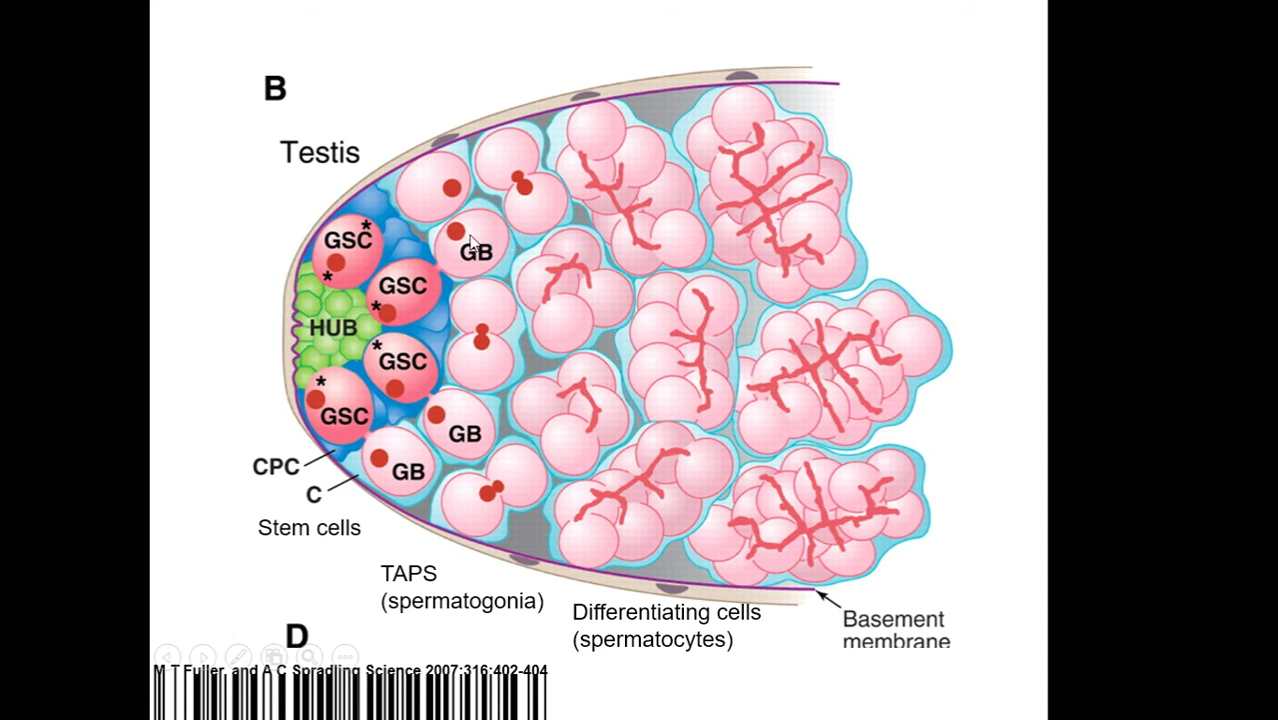 B
Testis
GSC
*
*
GB
GSC
*
HUB
*
GSC
*
GSC
GB
CPC
GB
C
Stem cells
TAPS
(spermatogonia)
Differentiating cells
(spermatocytes)
Basement
membrane
D
M T Fuller, and A C Spradling Science 2007;316:402-404